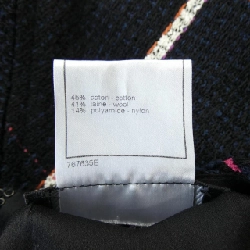 45% coton - cotton
41% laine - wool
14% polyamide - nylon